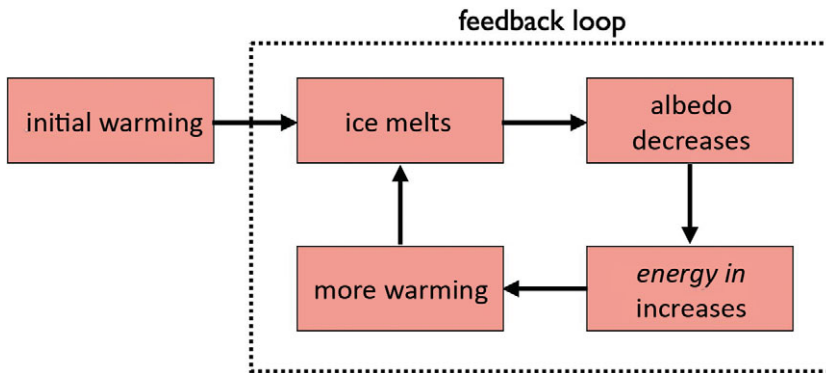 feedback loop
initial warming
ice melts
albedo
decreases
more warming
energy in
increases